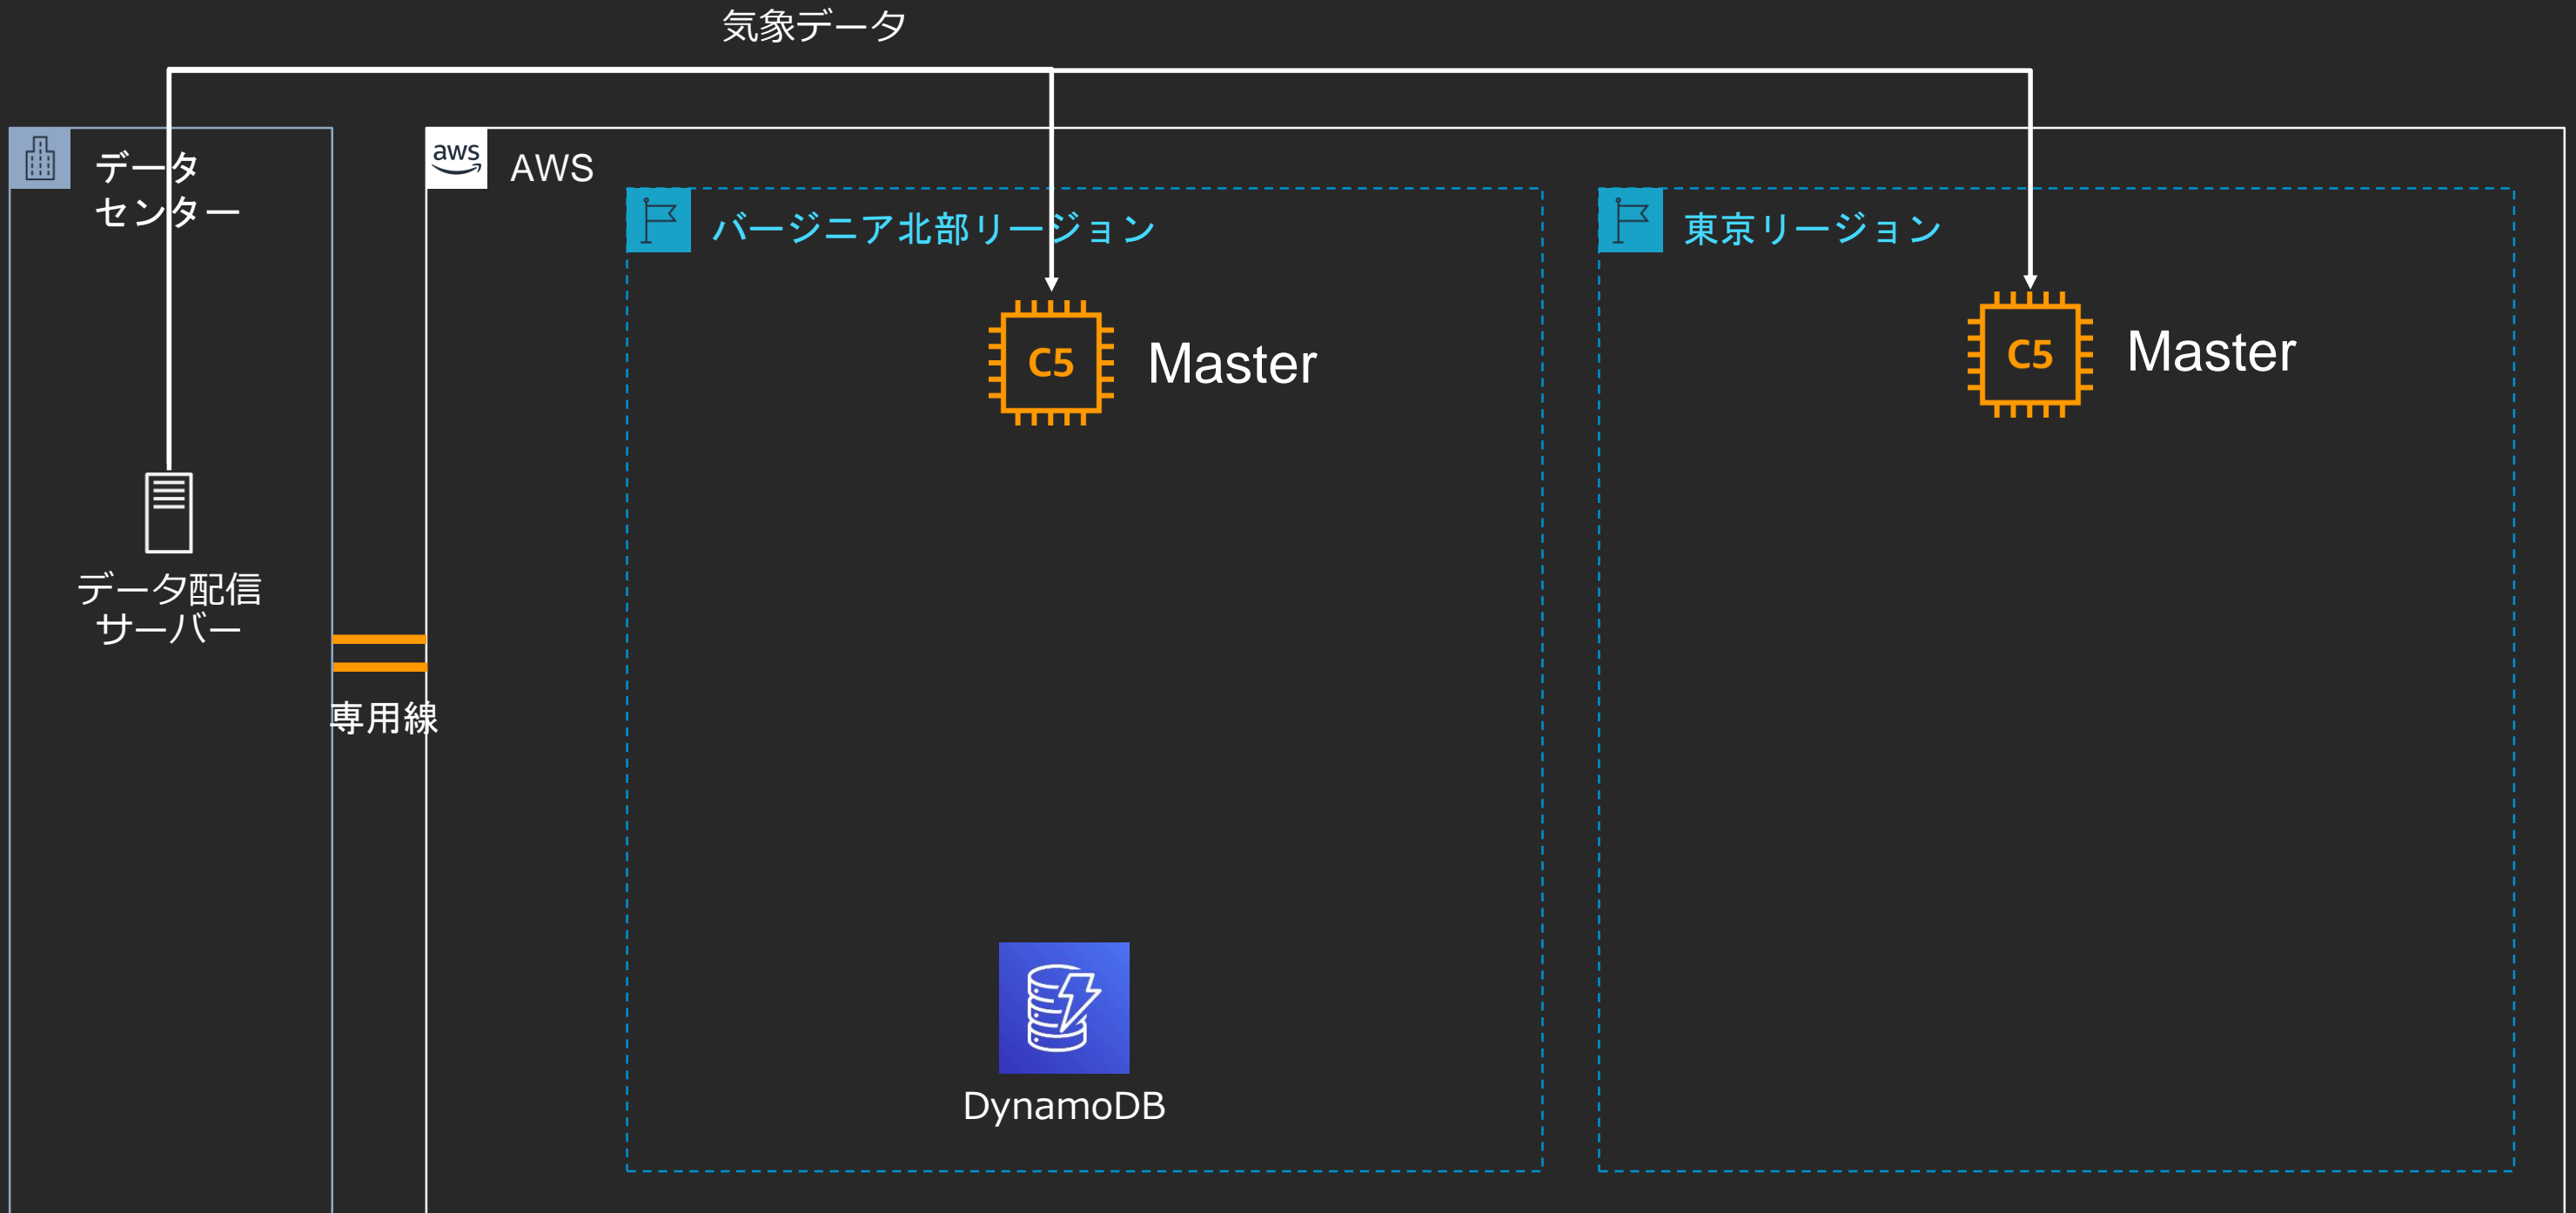 気象データ
データ
センター
aws
AWS
バージニア北部リージョン
東京リージョン
C5
Master
C5
Master
データ配信
サーバー
専用線
DynamoDB